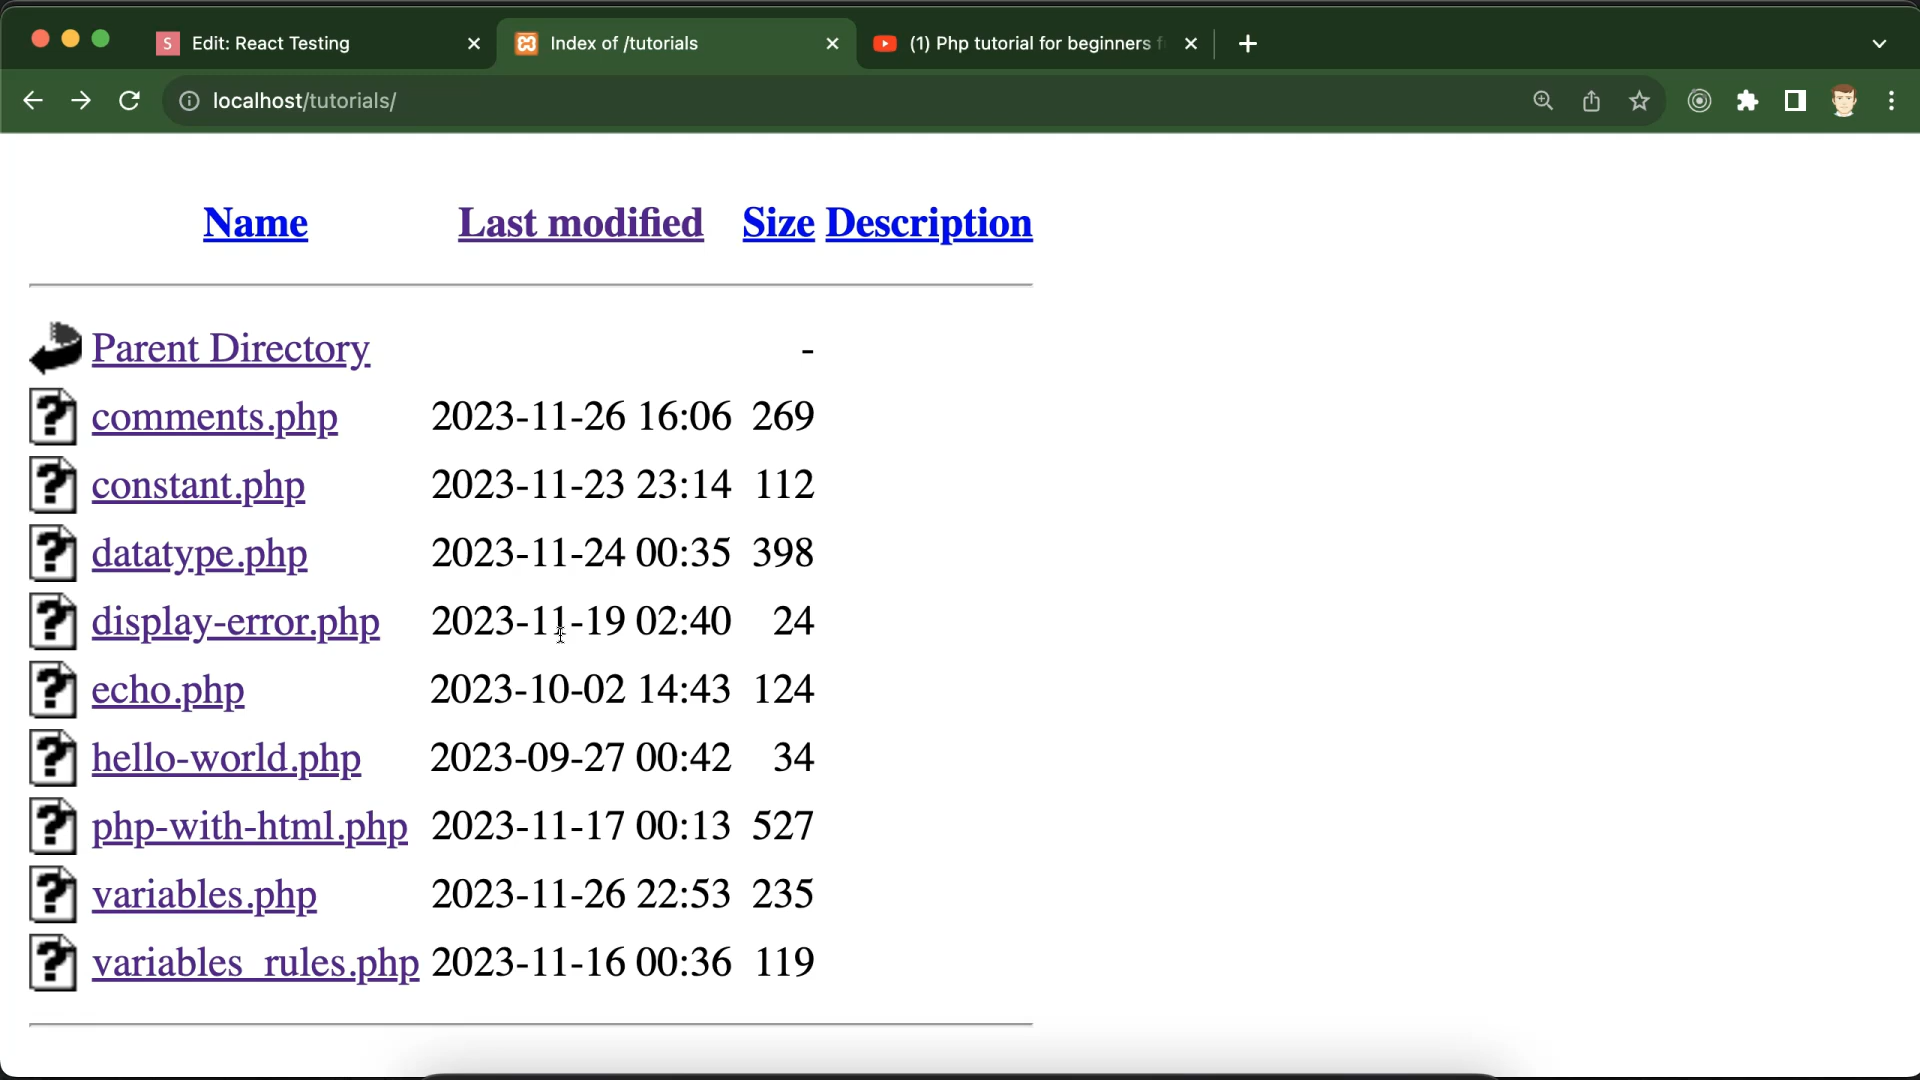 S Edit: React Testing Index of /tutorials (1) Php tutorial for beginners f
localhost/tutorials/
Name Last modified Size Description
Parent Directory -
? comments.php 2023-11-26 16:06 269
? constant.php 2023-11-23 23:14 112
? datatype.php 2023-11-24 00:35 398
? display-error.php 2023-11-19 02:40 24
? echo.php 2023-10-02 14:43 124
? hello-world.php 2023-09-27 00:42 34
? php-with-html.php 2023-11-17 00:13 527
? variables.php 2023-11-26 22:53 235
? variables_rules.php 2023-11-16 00:36 119